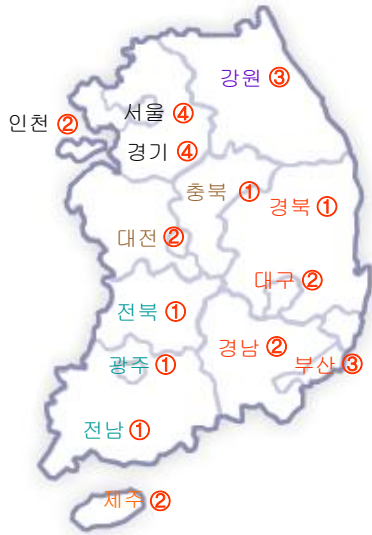 강원 ③
서울 ④
인천 ②
경기 ④
충북 ①
경북 ①
대전 ②
대구 ②
전북 ①
경남 ②
광주 ①
부산 ③
전남 ①
제주 ②